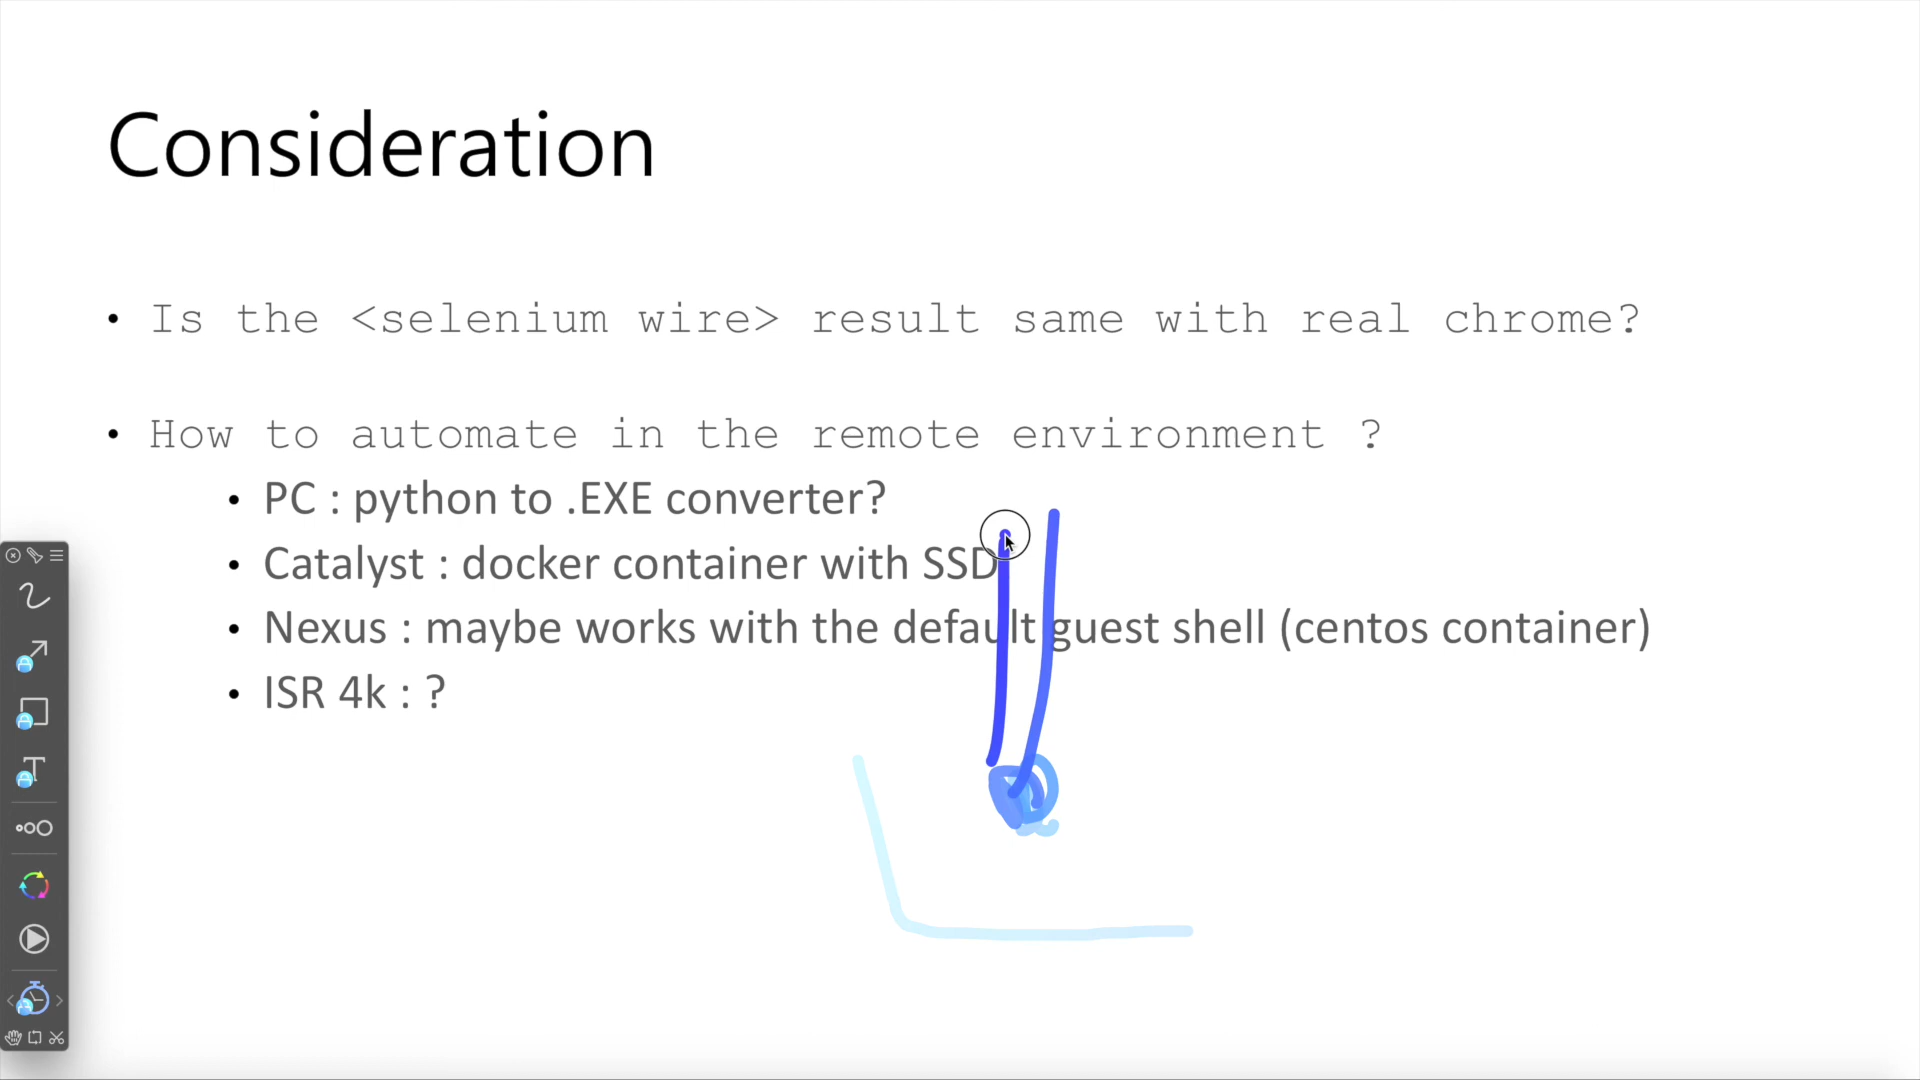 Consideration
• Is the <selenium wire> result same with real chrome?
• How to automate in the remote environment ?
• PC : python to .EXE converter?
• Catalyst : docker container with SSD
• Nexus : maybe works with the default guest shell (centos container)
• ISR 4k : ?
T